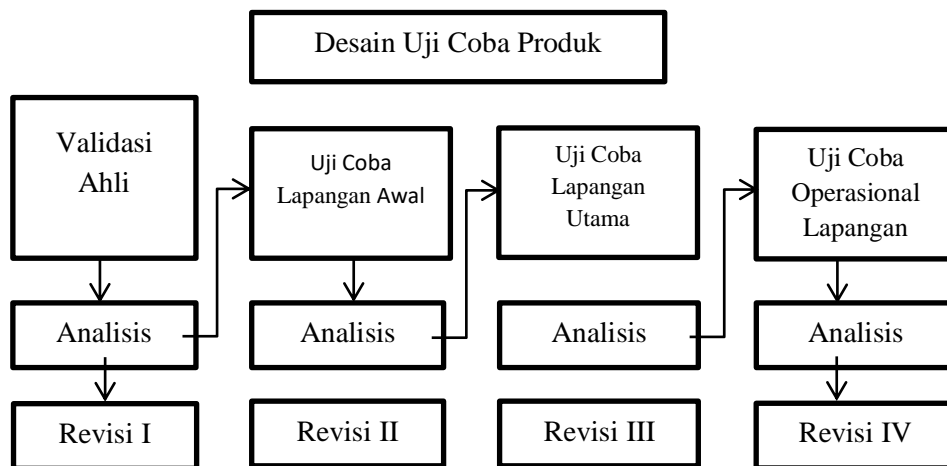 Desain Uji Coba Produk
Validasi
Ahli
Uji Coba
Lapangan Awal
Uji Coba
Lapangan
Utama
Uji Coba
Operasional
Lapangan
Analisis
Analisis
Analisis
Analisis
Revisi I
Revisi II
Revisi III
Revisi IV